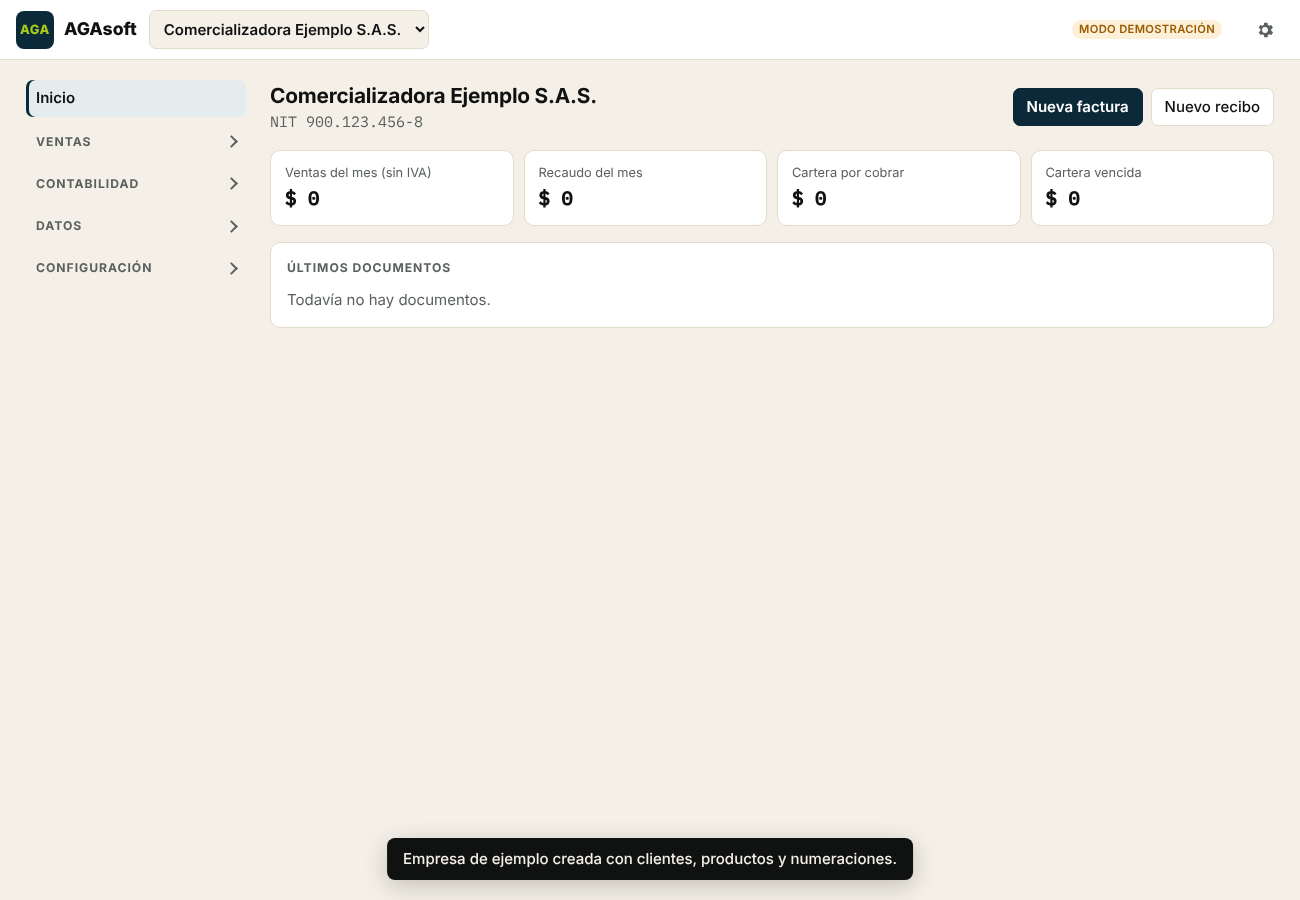 AGA
AGAsoft
Comercializadora Ejemplo S.A.S.
MODO DEMOSTRACIÓN
Inicio
VENTAS
CONTABILIDAD
DATOS
CONFIGURACIÓN
Comercializadora Ejemplo S.A.S.
NIT 900.123.456-8
Nueva factura
Nuevo recibo
Ventas del mes (sin IVA)
$ 0
Recaudo del mes
$ 0
Cartera por cobrar
$ 0
Cartera vencida
$ 0
ÚLTIMOS DOCUMENTOS
Todavía no hay documentos.
Empresa de ejemplo creada con clientes, productos y numeraciones.